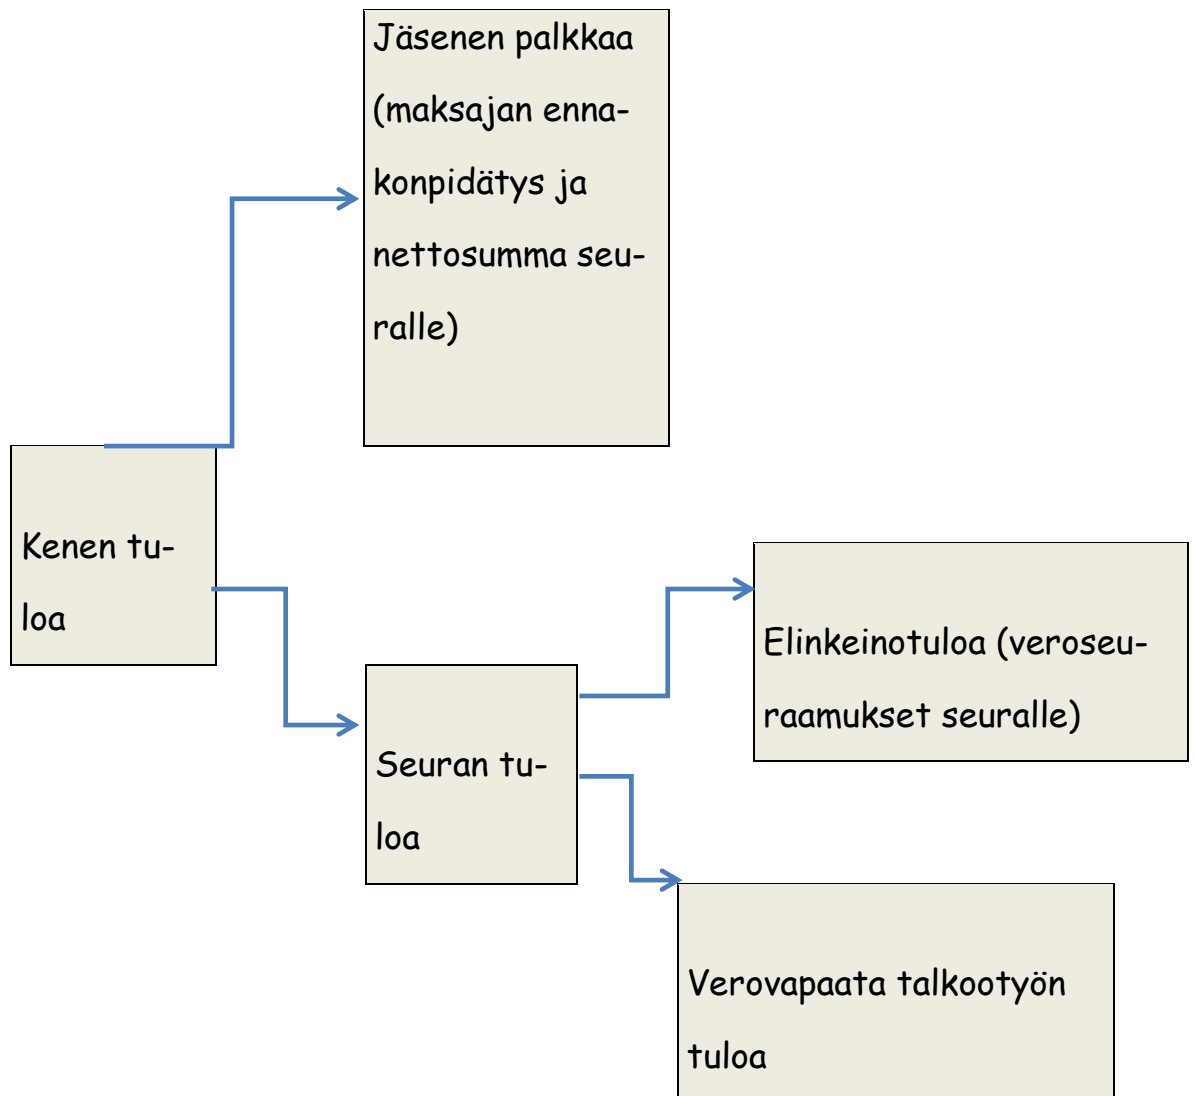 Jäsenen palkkaa
(maksajan enna-
konpidätys ja
nettosumma seu-
ralle)
Kenen tu-
loa
Elinkeinotuloa (veroseu-
raamukset seuralle)
Seuran tu-
loa
Verovapaata talkootyön
tuloa